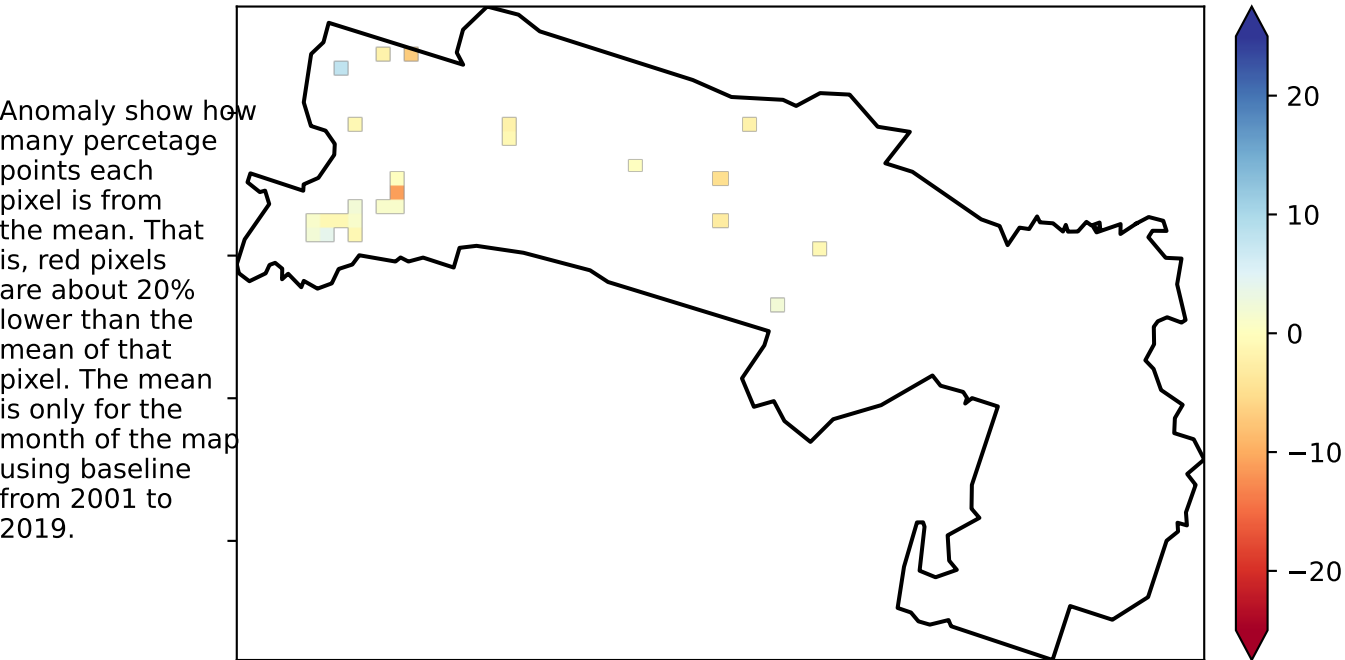 Anomaly show how
many percetage
points each
pixel is from
the mean. That
is, red pixels
are about 20%
lower than the
mean of that
pixel. The mean
is only for the
month of the map
using baseline
from 2001 to
2019.
20
10
0
−10
−20